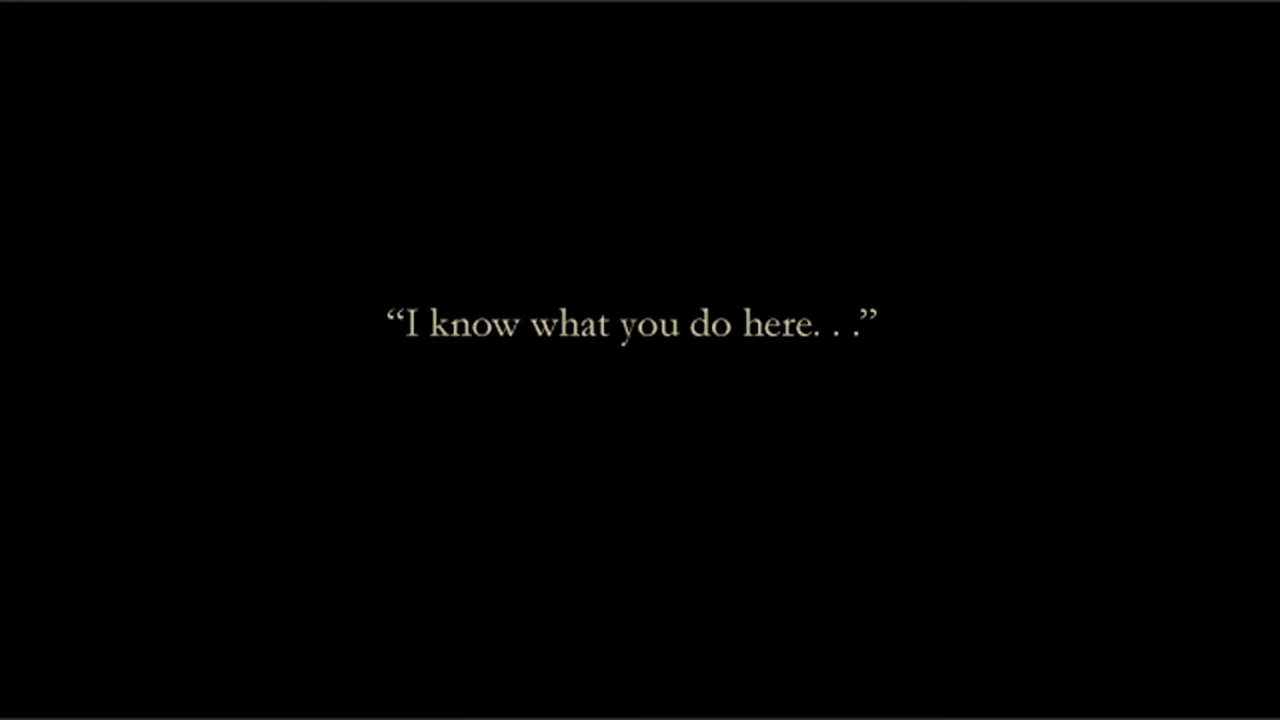 “I know what you do here. . .”